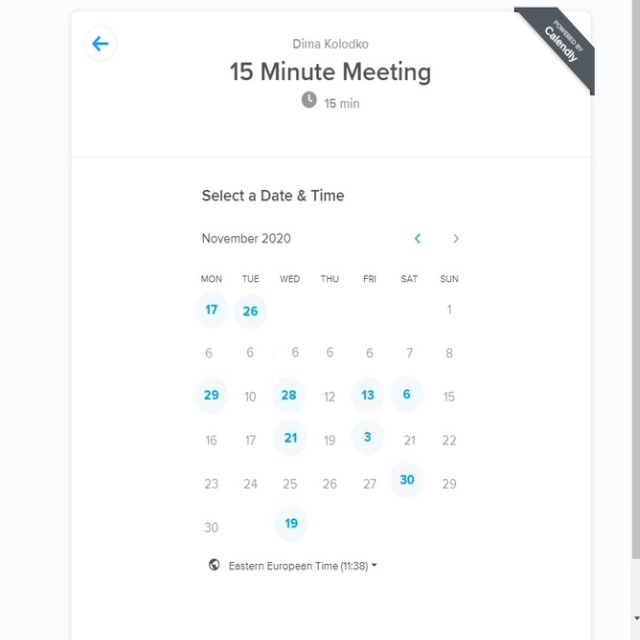 Dima Kolodko
15 Minute Meeting
15 min
POWERED BY
Calendly
Select a Date & Time
November 2020
MON TUE WED THU FRI SAT SUN
17 26 1
6 6 6 6 6 7 8
29 10 28 12 13 6 15
16 17 21 19 3 21 22
23 24 25 26 27 30 29
30 19
Eastern European Time (11:38)